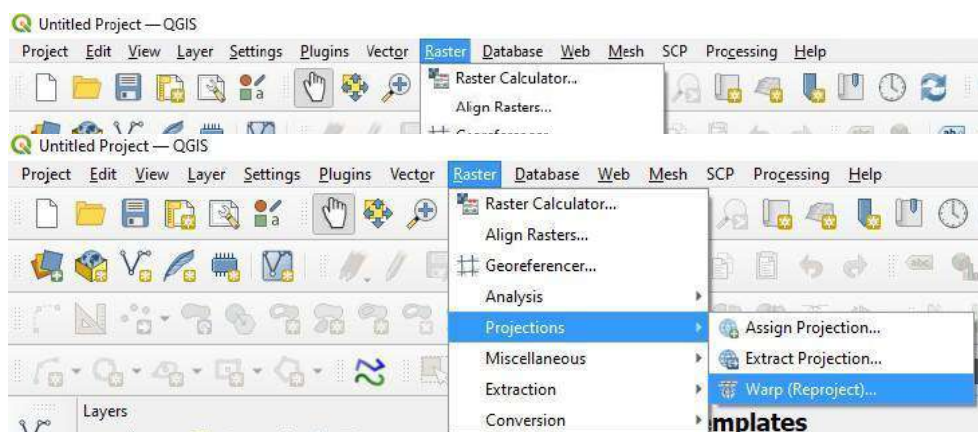 Untitled Project — QGIS
Project Edit View Layer Settings Plugins Vector Raster Database Web Mesh SCP Processing Help
Raster Calculator...
a
Align Rasters...
Untitled Project — QGIS
Project Edit View Layer Settings Plugins Vector Raster Database Web Mesh SCP Processing Help
Raster Calculator...
a
Align Rasters...
Georeferencer...
abc
Analysis
Projections
Assign Projection...
Miscellaneous
Extract Projection...
Extraction
Warp (Reproject)...
Layers
Conversion
mplates